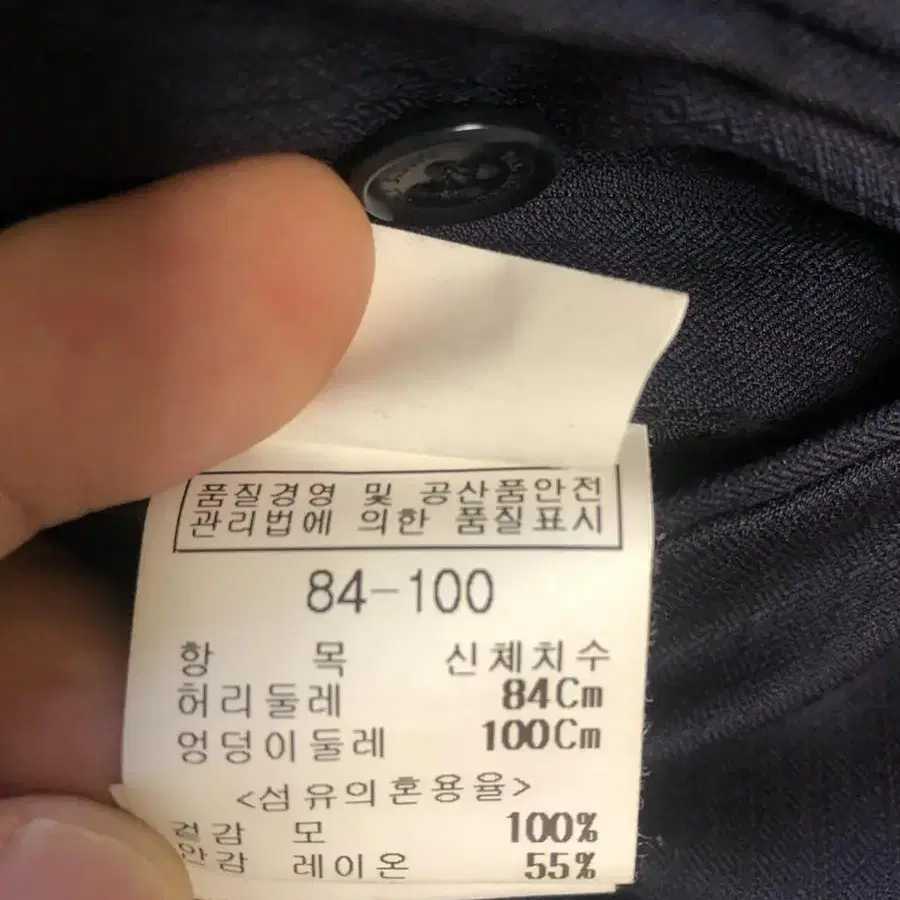 품질경영 및 공산품안전
관리법에 의한 품질표시
84-100
항 목 신체치수
허리둘레 84Cm
엉덩이둘레 100Cm
<섬유의혼용율>
겉감 모 100%
안감 레이온 55%